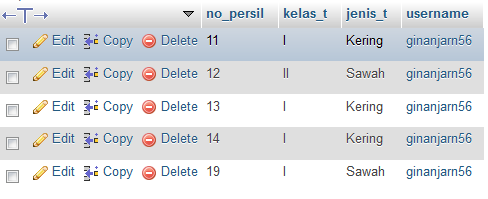 no_persil kelas_t jenis_t username
Edit Copy Delete 11 I Kering ginanjarn56
Edit Copy Delete 12 II Sawah ginanjarn56
Edit Copy Delete 13 I Kering ginanjarn56
Edit Copy Delete 14 I Kering ginanjarn56
Edit Copy Delete 19 I Sawah ginanjarn56